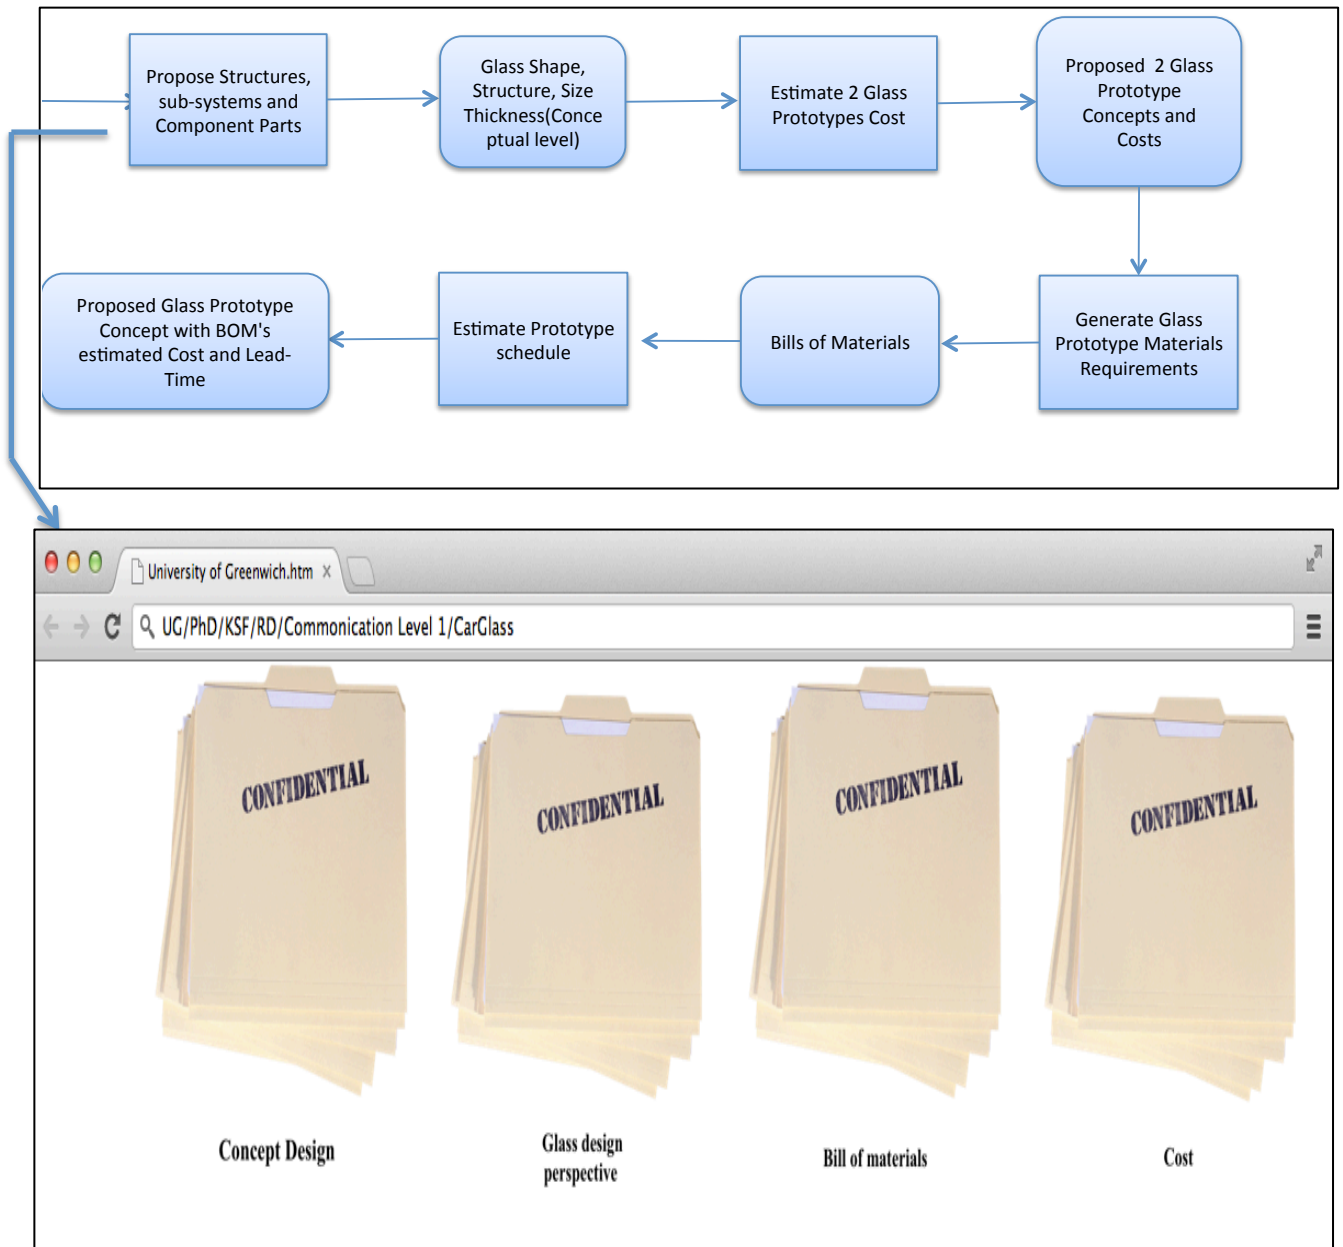 Propose Structures,
sub-systems and
Component Parts
Glass Shape,
Structure, Size
Thickness(Conce
ptual level)
Estimate 2 Glass
Prototypes Cost
Proposed 2 Glass
Prototype
Concepts and
Costs
Proposed Glass Prototype
Concept with BOM's
estimated Cost and Lead-
Time
Estimate Prototype
schedule
Bills of Materials
Generate Glass
Prototype Materials
Requirements
University of Greenwich.htm
UG/PhD/KSF/RD/Commonication Level 1/CarGlass
CONFIDENTIAL
CONFIDENTIAL
CONFIDENTIAL
CONFIDENTIAL
Concept Design
Glass design
perspective
Bill of materials
Cost